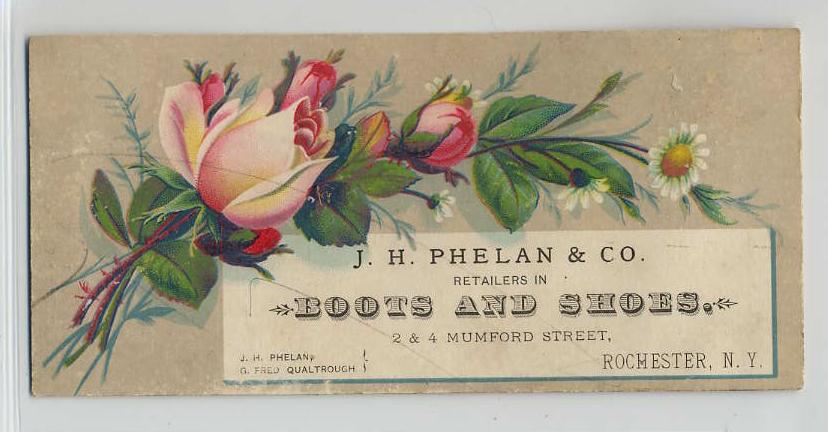 J. H. PHELAN & CO.
RETAILERS IN
BOOTS AND SHOES.
2 & 4 MUMFORD STREET,
J. H. PHELAN,
G. FRED QUALTROUGH
ROCHESTER, N. Y.